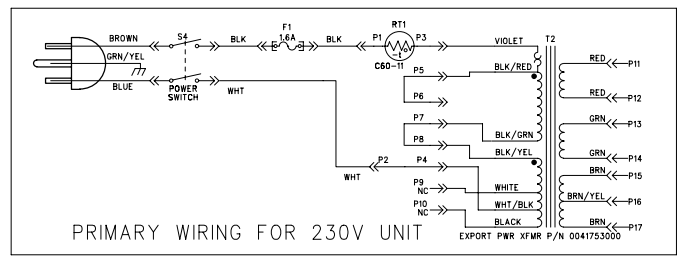 BROWN
S4
BLK
F1
1.6A
BLK
P1
RT1
-t
C60-11
P3
VIOLET
T2
GRN/YEL
BLUE
POWER
SWITCH
WHT
P5
BLK/RED
P6
P7
BLK/GRN
P8
BLK/YEL
WHT
P2
P4
P9
NC
WHITE
WHT/BLK
P10
NC
BLACK
RED
P11
RED
P12
GRN
P13
GRN
P14
BRN
P15
BRN/YEL
P16
BRN
P17
PRIMARY WIRING FOR 230V UNIT
EXPORT PWR XFMR P/N 0041753000